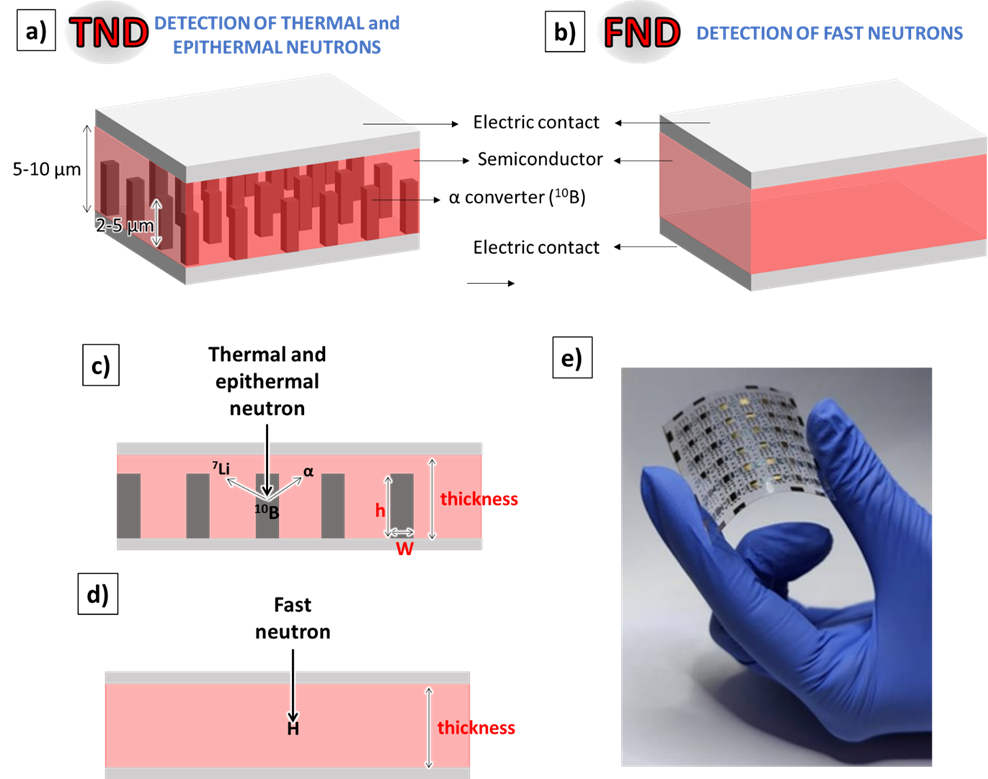 a)
TND
DETECTION OF THERMAL and
EPITHERMAL NEUTRONS
b)
FND
DETECTION OF FAST NEUTRONS
5-10 µm
2-5 µm
Electric contact
Semiconductor
α converter (¹⁰B)
Electric contact
c)
Thermal and
epithermal
neutron
⁷Li
α
¹⁰B
h
W
thickness
d)
Fast
neutron
H
thickness
e)